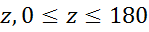 z, 0 ≤ z ≤ 180